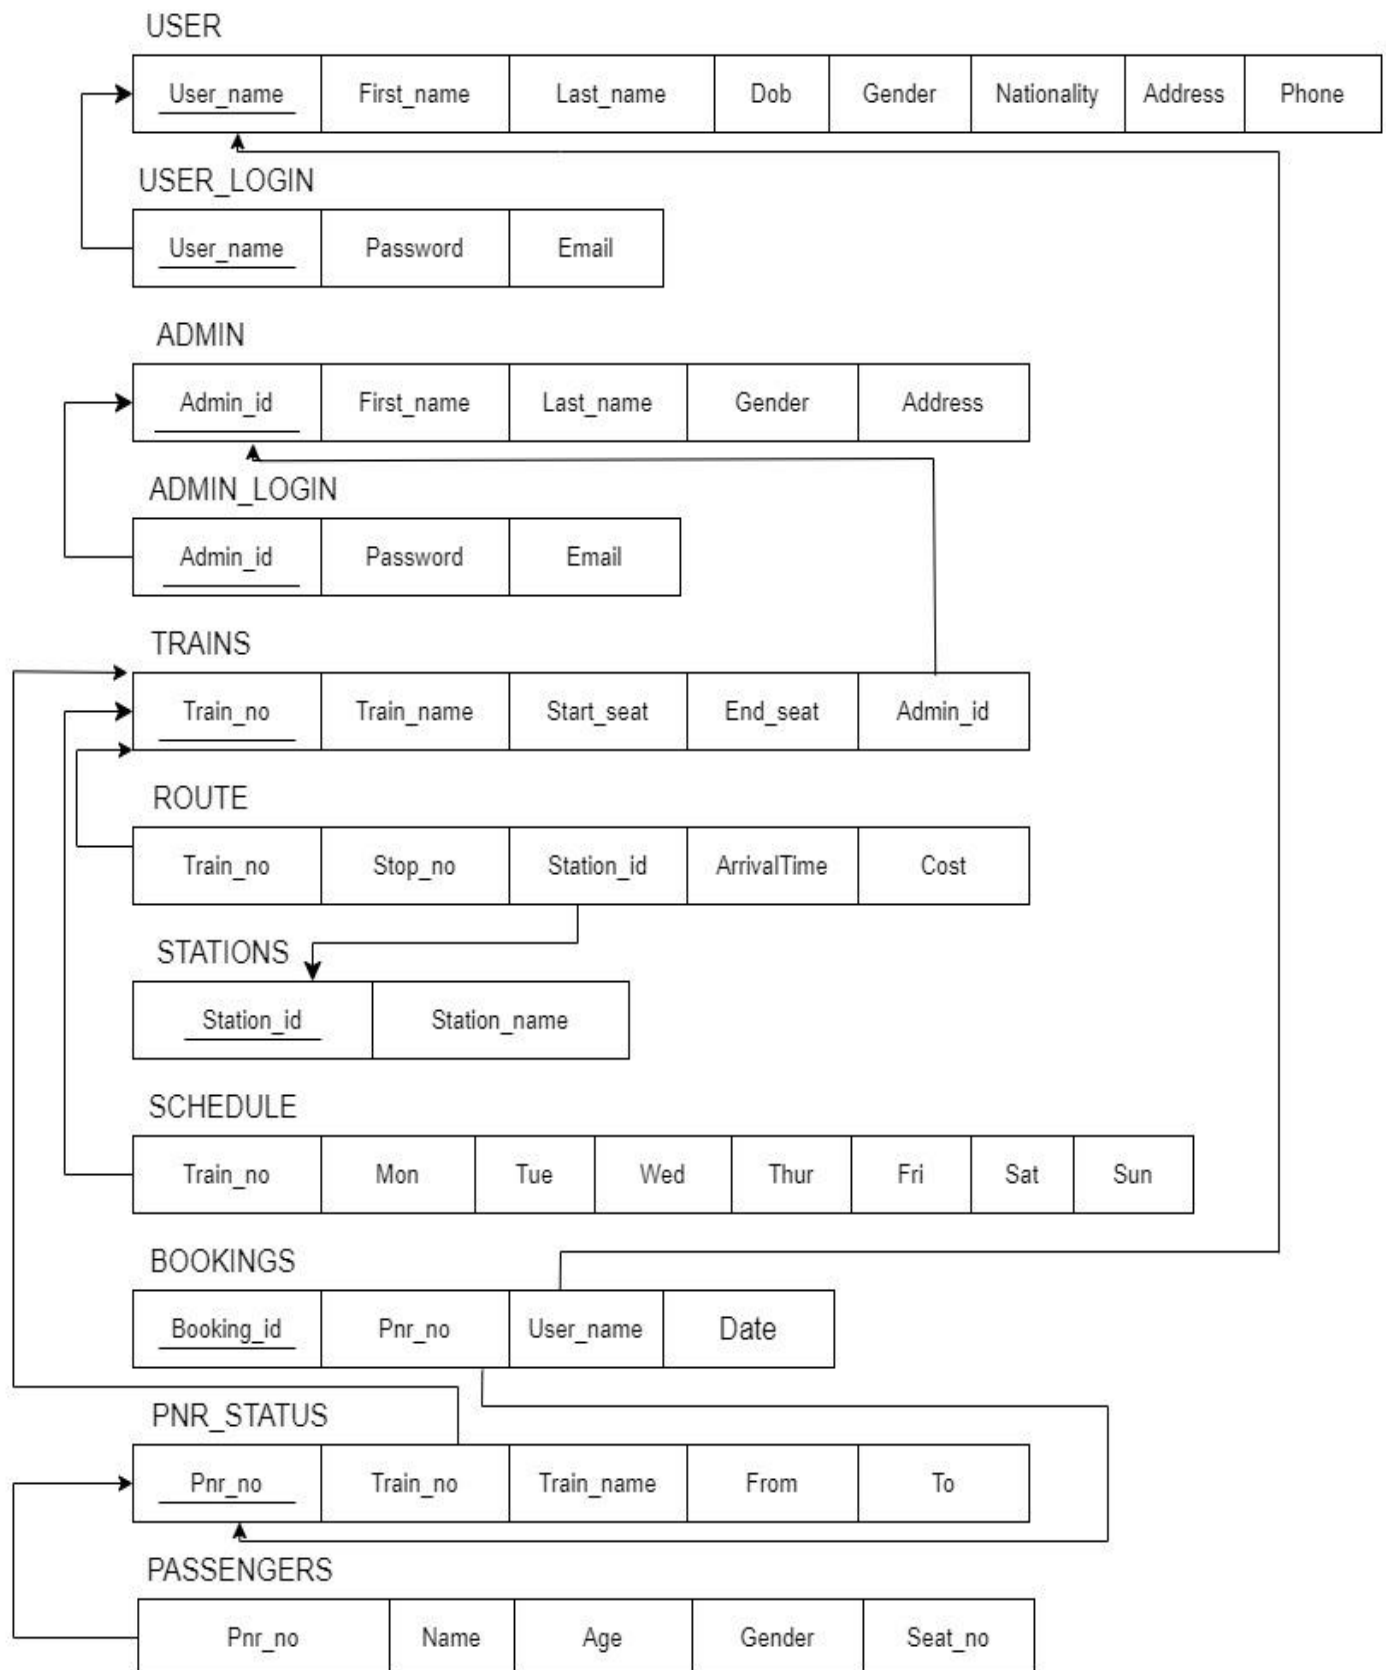 USER
User_name First_name Last_name Dob Gender Nationality Address Phone
USER_LOGIN
User_name Password Email
ADMIN
Admin_id First_name Last_name Gender Address
ADMIN_LOGIN
Admin_id Password Email
TRAINS
Train_no Train_name Start_seat End_seat Admin_id
ROUTE
Train_no Stop_no Station_id ArrivalTime Cost
STATIONS
Station_id Station_name
SCHEDULE
Train_no Mon Tue Wed Thur Fri Sat Sun
BOOKINGS
Booking_id Pnr_no User_name Date
PNR_STATUS
Pnr_no Train_no Train_name From To
PASSENGERS
Pnr_no Name Age Gender Seat_no